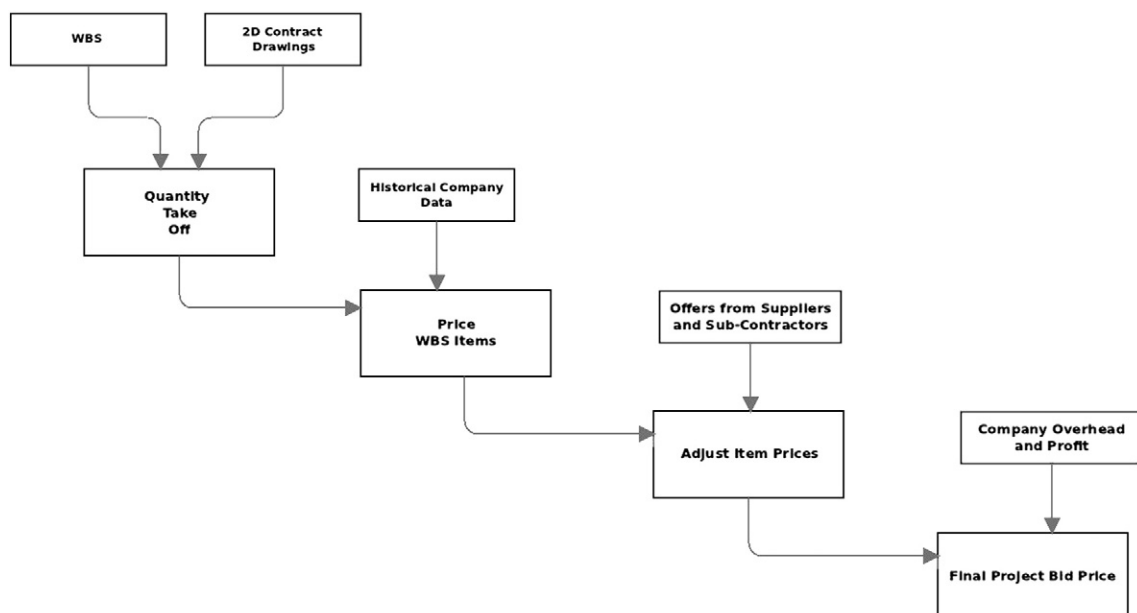 WBS
2D Contract
Drawings
Quantity
Take
Off
Historical Company
Data
Price
WBS Items
Offers from Suppliers
and Sub-Contractors
Adjust Item Prices
Company Overhead
and Profit
Final Project Bid Price